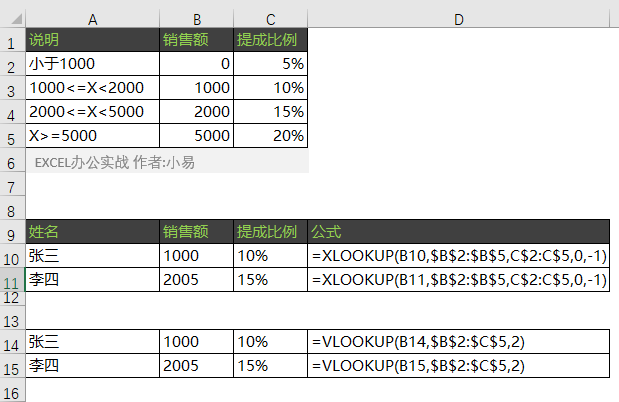 A B C D
1 说明 销售额 提成比例
2 小于1000 0 5%
3 1000<=X<2000 1000 10%
4 2000<=X<5000 2000 15%
5 X>=5000 5000 20%
6 EXCEL办公实战 作者:小易
7
8
9 姓名 销售额 提成比例 公式
10 张三 1000 10% =XLOOKUP(B10,$B$2:$B$5,C$2:C$5,0,-1)
11 李四 2005 15% =XLOOKUP(B11,$B$2:$B$5,C$2:C$5,0,-1)
12
13
14 张三 1000 10% =VLOOKUP(B14,$B$2:$C$5,2)
15 李四 2005 15% =VLOOKUP(B15,$B$2:$C$5,2)
16